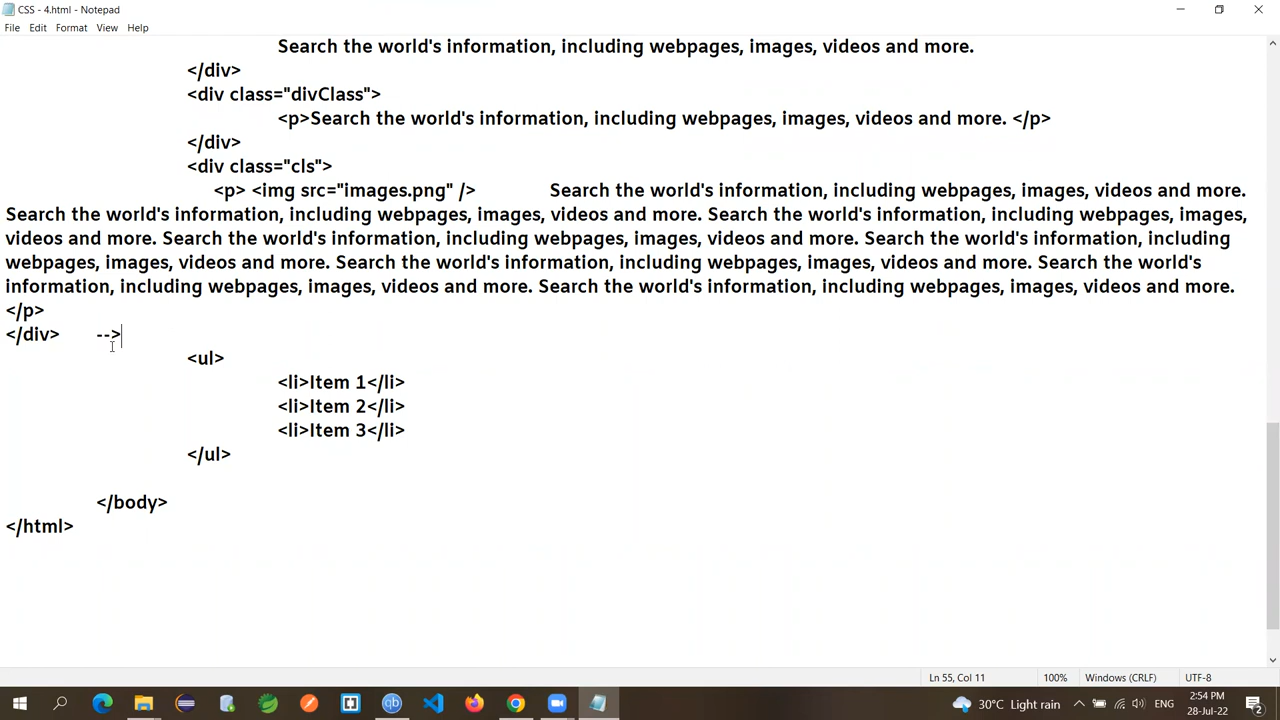 CSS - 4.html - Notepad
File Edit Format View Help
Search the world's information, including webpages, images, videos and more.
</div>
<div class="divClass">
<p>Search the world's information, including webpages, images, videos and more. </p>
</div>
<div class="cls">
<p> <img src="images.png" /> Search the world's information, including webpages, images, videos and more.
Search the world's information, including webpages, images, videos and more. Search the world's information, including webpages, images,
videos and more. Search the world's information, including webpages, images, videos and more. Search the world's information, including
webpages, images, videos and more. Search the world's information, including webpages, images, videos and more. Search the world's
information, including webpages, images, videos and more. Search the world's information, including webpages, images, videos and more.
</p>
</div> -->
<ul>
<li>Item 1</li>
<li>Item 2</li>
<li>Item 3</li>
</ul>
</body>
</html>
Ln 55, Col 11 100% Windows (CRLF) UTF-8
qb
30°C Light rain ENG 2:54 PM
28-Jul-22 2